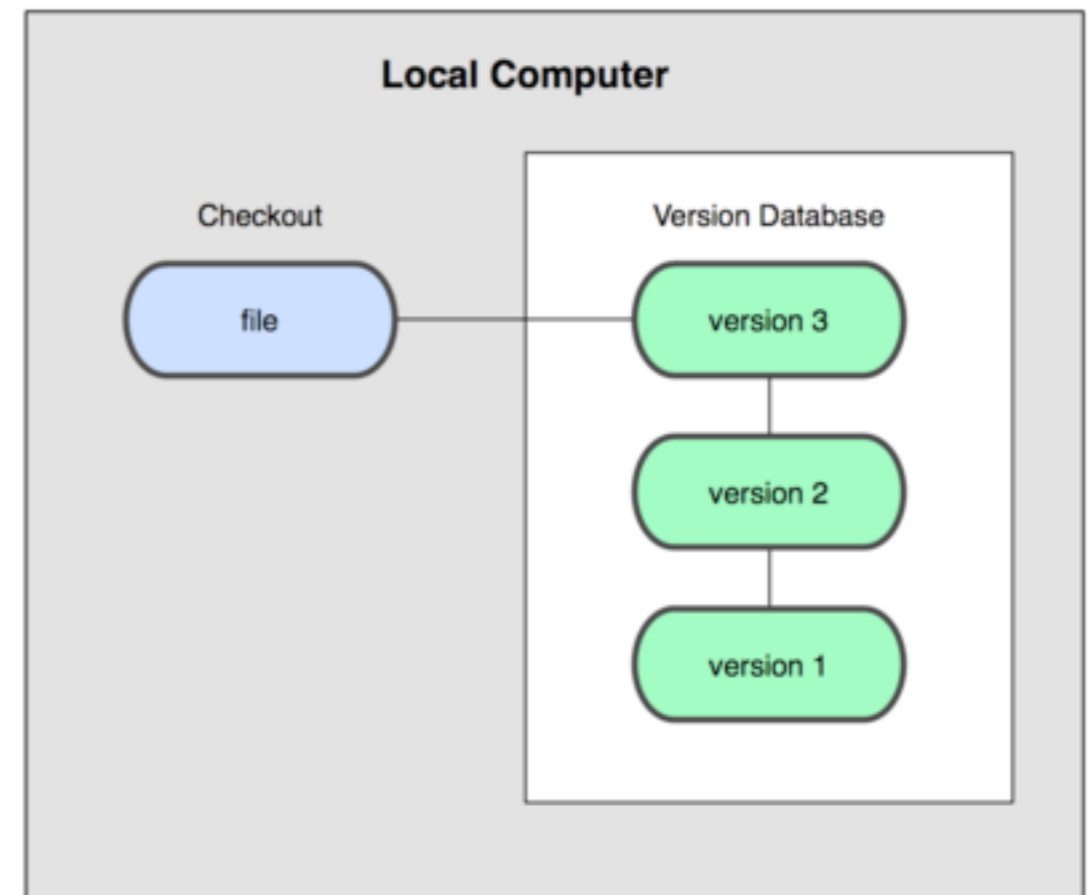 Local Computer
Checkout
Version Database
file
version 3
version 2
version 1